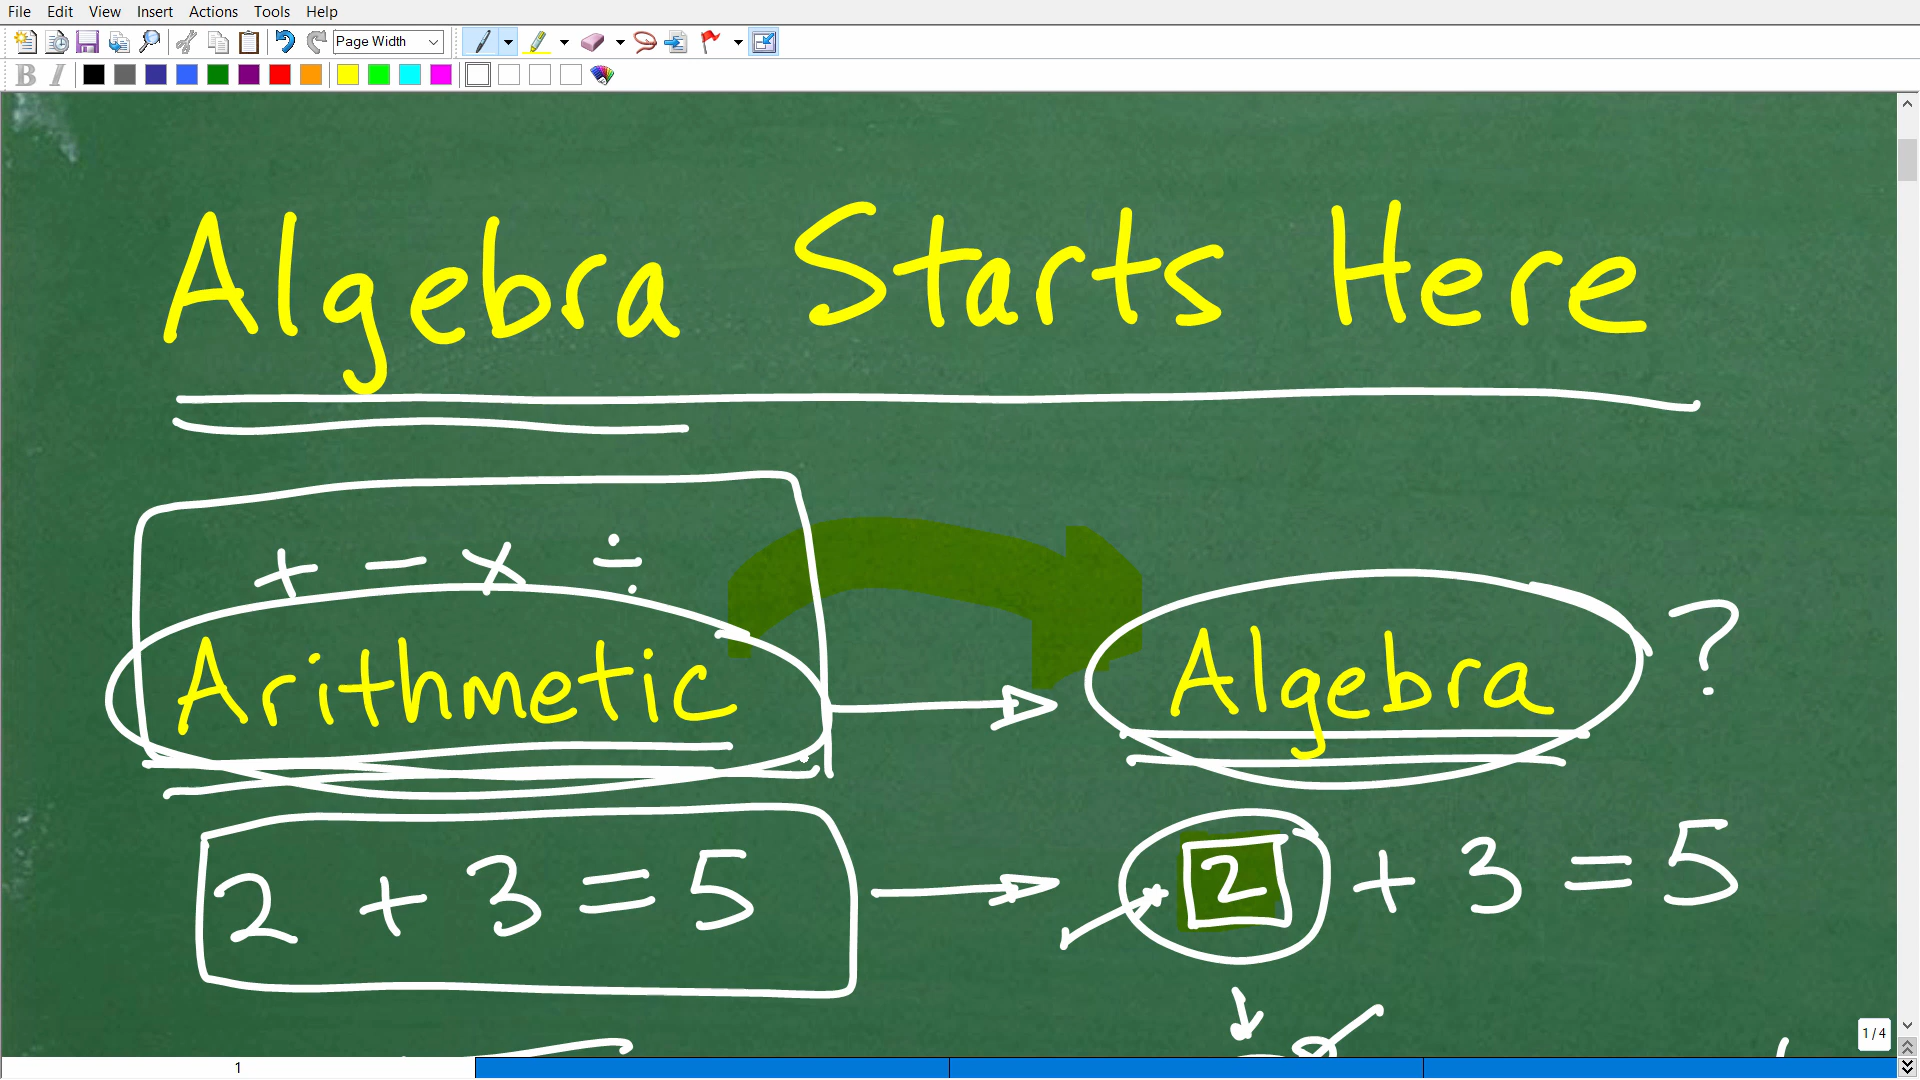 File Edit View Insert Actions Tools Help
Page Width
B I
Algebra Starts Here
+ - × ÷
Arithmetic Algebra ?
2 + 3 = 5 2 + 3 = 5
1 / 4
1